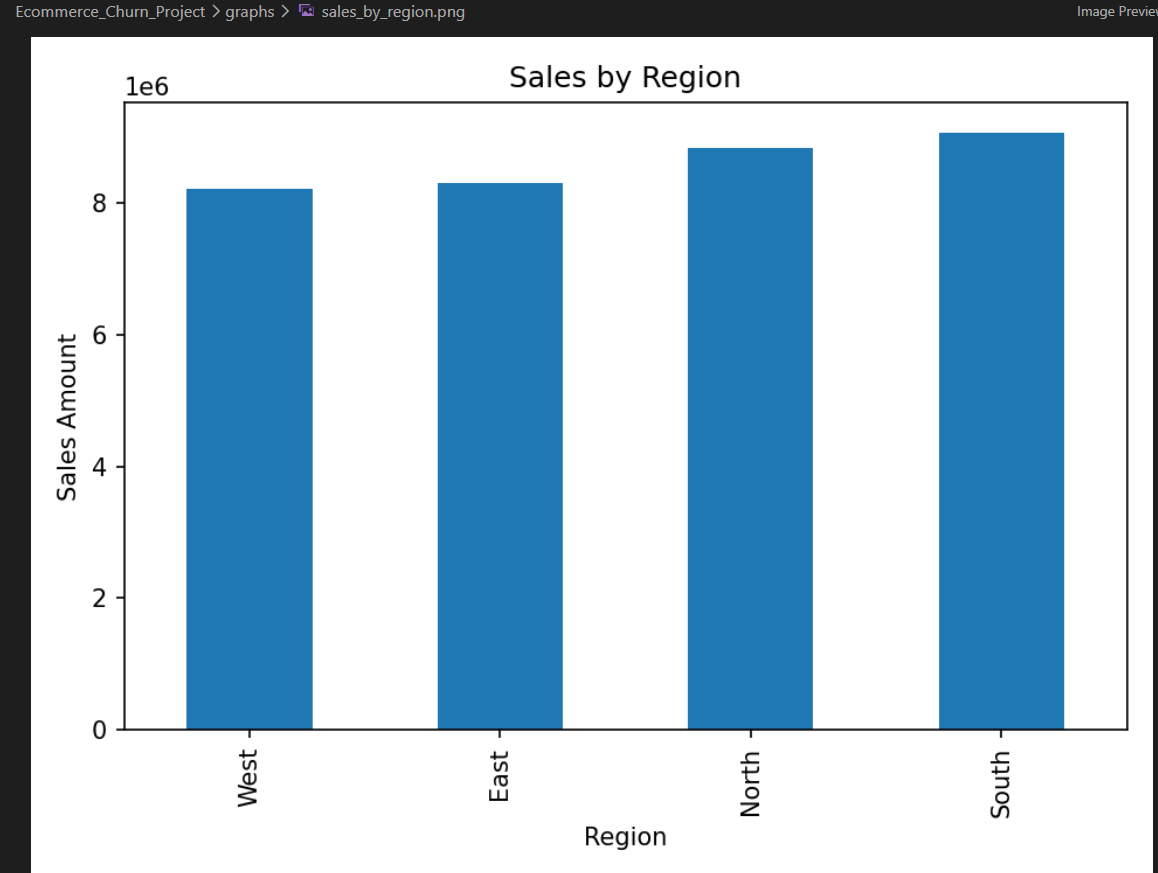 Ecommerce_Churn_Project > graphs > sales_by_region.png
Image Preview
Sales by Region
1e6
8
6
4
2
0
Sales Amount
West
East
North
South
Region